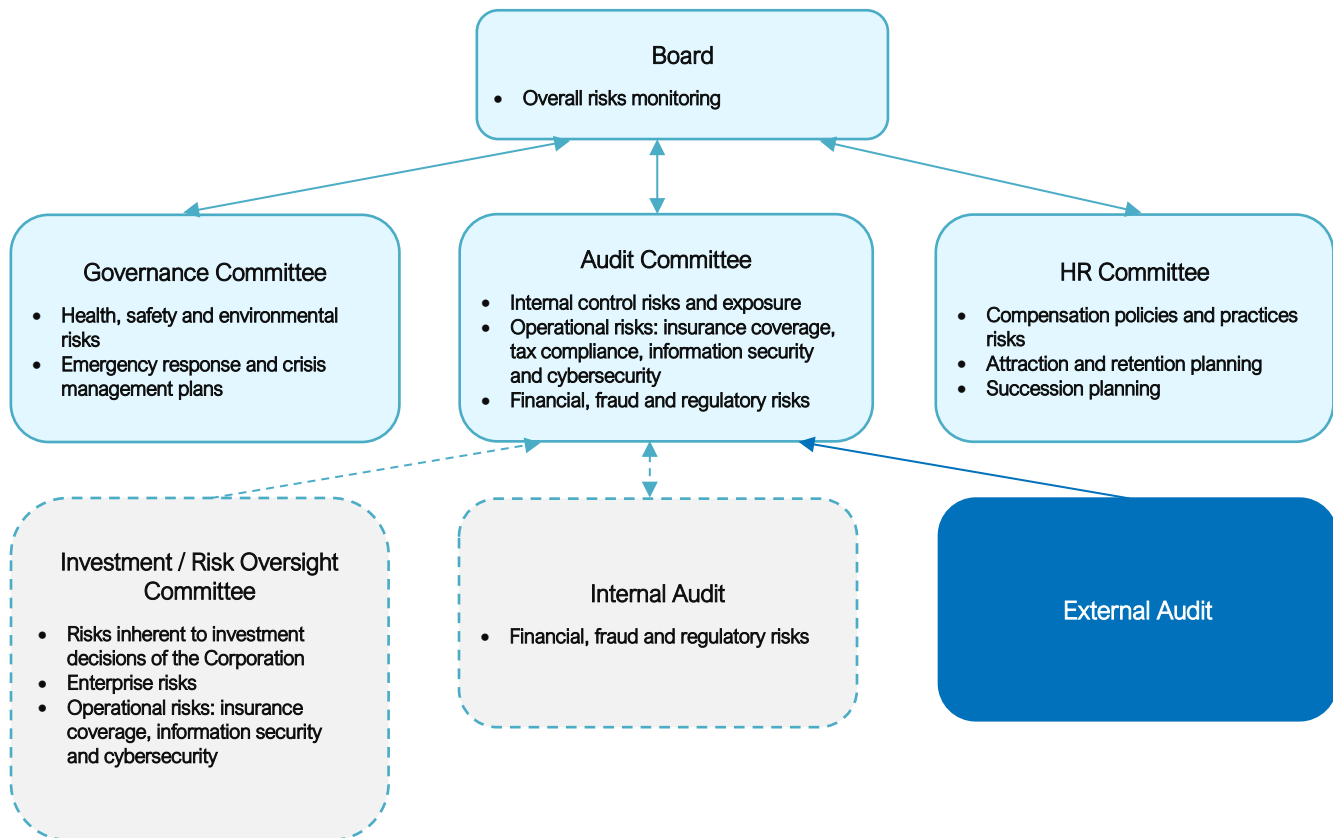 Board
• Overall risks monitoring
Governance Committee
• Health, safety and environmental
risks
• Emergency response and crisis
management plans
Audit Committee
• Internal control risks and exposure
• Operational risks: insurance coverage,
tax compliance, information security
and cybersecurity
• Financial, fraud and regulatory risks
HR Committee
• Compensation policies and practices
risks
• Attraction and retention planning
• Succession planning
Investment / Risk Oversight
Committee
• Risks inherent to investment
decisions of the Corporation
• Enterprise risks
• Operational risks: insurance
coverage, information security
and cybersecurity
Internal Audit
• Financial, fraud and regulatory risks
External Audit